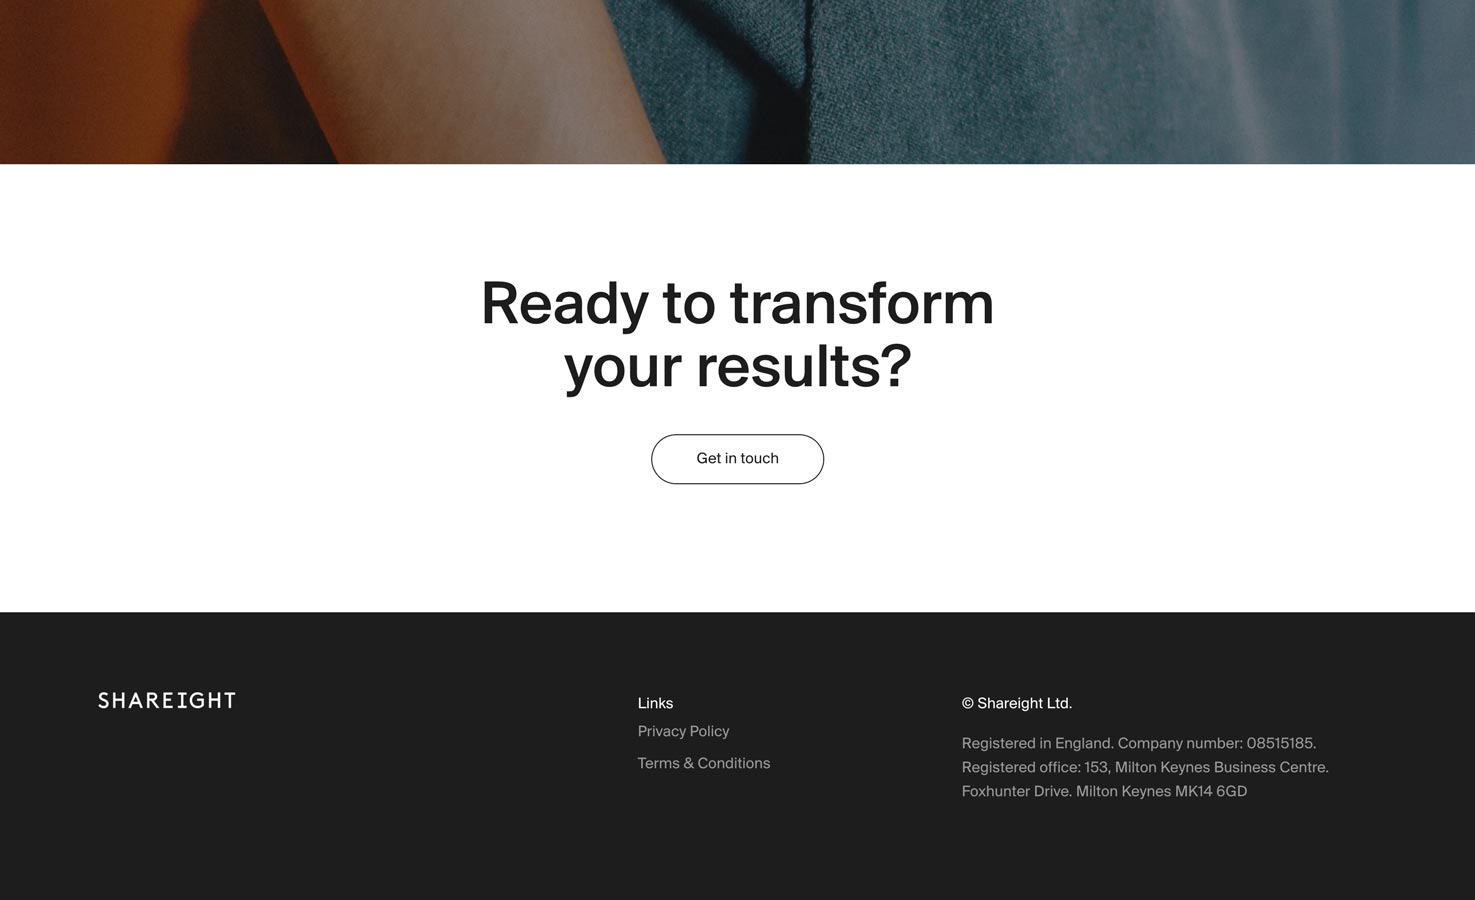 Ready to transform
your results?
Get in touch
SHAREIGHT
Links
Privacy Policy
Terms & Conditions
© Shareight Ltd.
Registered in England. Company number: 08515185.
Registered office: 153, Milton Keynes Business Centre.
Foxhunter Drive. Milton Keynes MK14 6GD